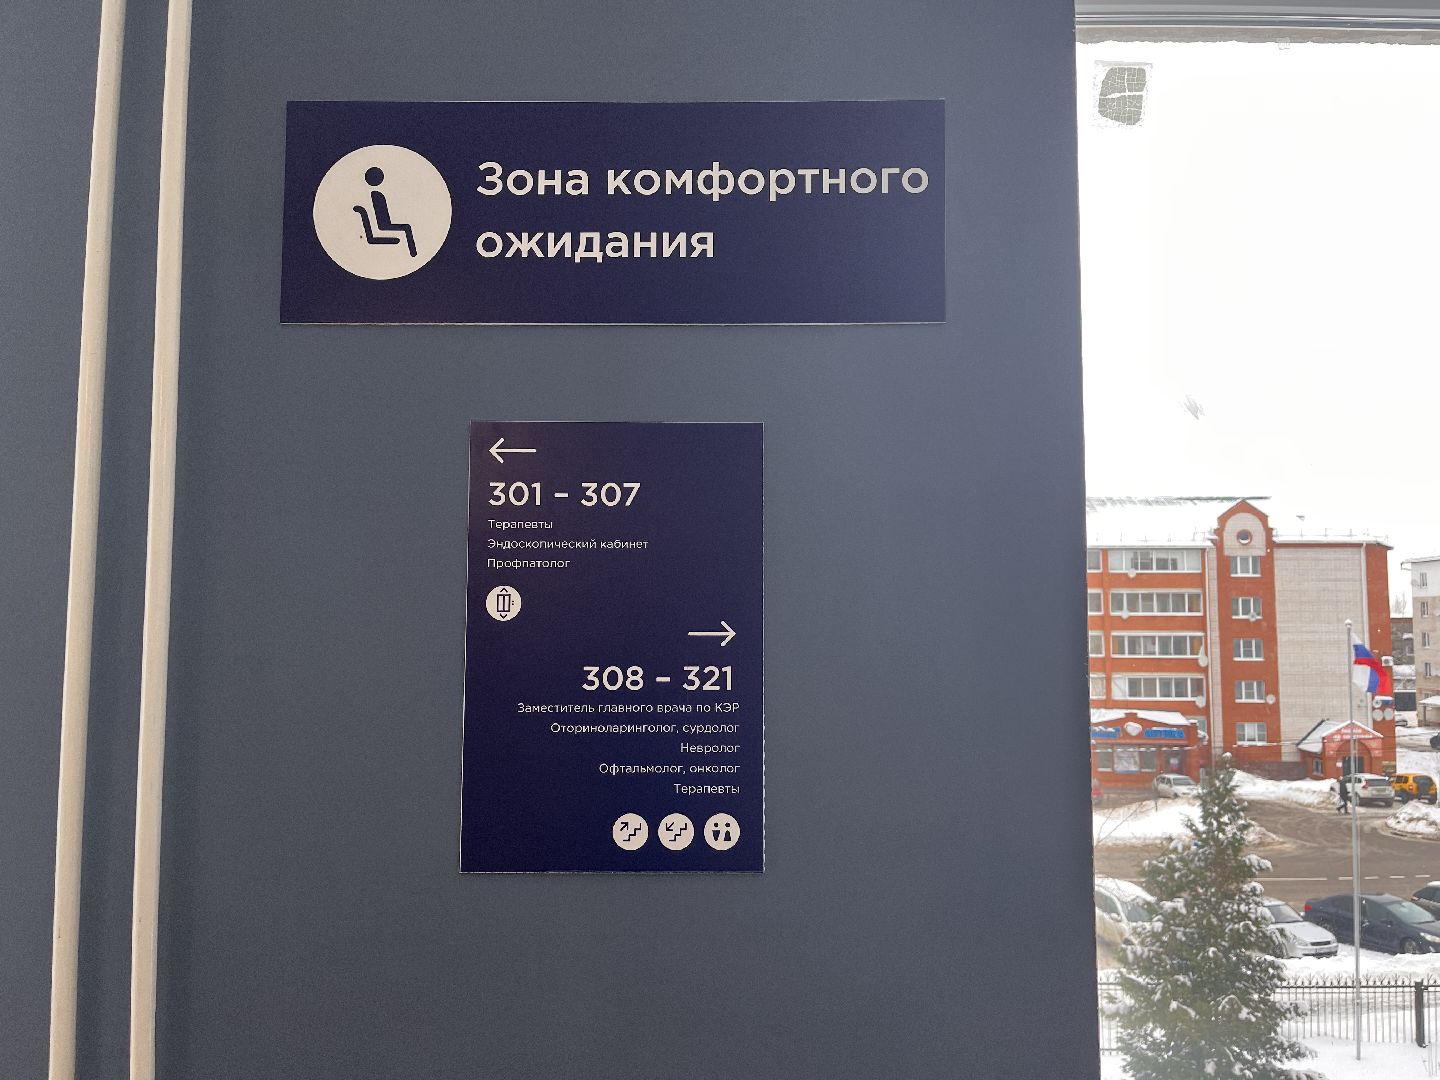 Зона комфортного
ожидания
301 – 307
Терапевты
Эндоскопический кабинет
Профпатолог
308 – 321
Заместитель главного врача по КЭР
Оториноларинголог, сурдолог
Невролог
Офтальмолог, онколог
Терапевты
АПТЕКА